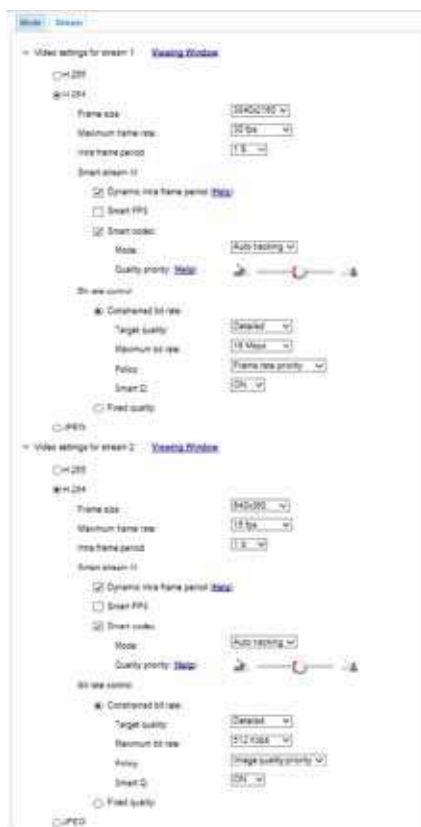 Mode Stream
Video settings for stream 1 Viewing Window
H.265
H.264
Frame size: 3840x2160
Maximum frame rate: 30 fps
Intra frame period: 1 S
Smart stream III
Dynamic intra frame period (Help)
Smart FPS
Smart codec:
Mode: Auto tracking
Quality priority: (Help)
Bit rate control:
Constrained bit rate:
Target quality: Detailed
Maximum bit rate:
Policy: Frame rate priority
Smart Q: ON
Fixed quality:
JPEG
Video settings for stream 2 Viewing Window
H.265
H.264
Frame size: 640x360
Maximum frame rate: 15 fps
Intra frame period: 1 S
Smart stream III
Dynamic intra frame period (Help)
Smart FPS
Smart codec:
Mode: Auto tracking
Quality priority: (Help)
Bit rate control:
Constrained bit rate:
Target quality: Detailed
Maximum bit rate: 512 Kbps
Policy: Image quality priority
Smart Q: ON
Fixed quality:
JPEG